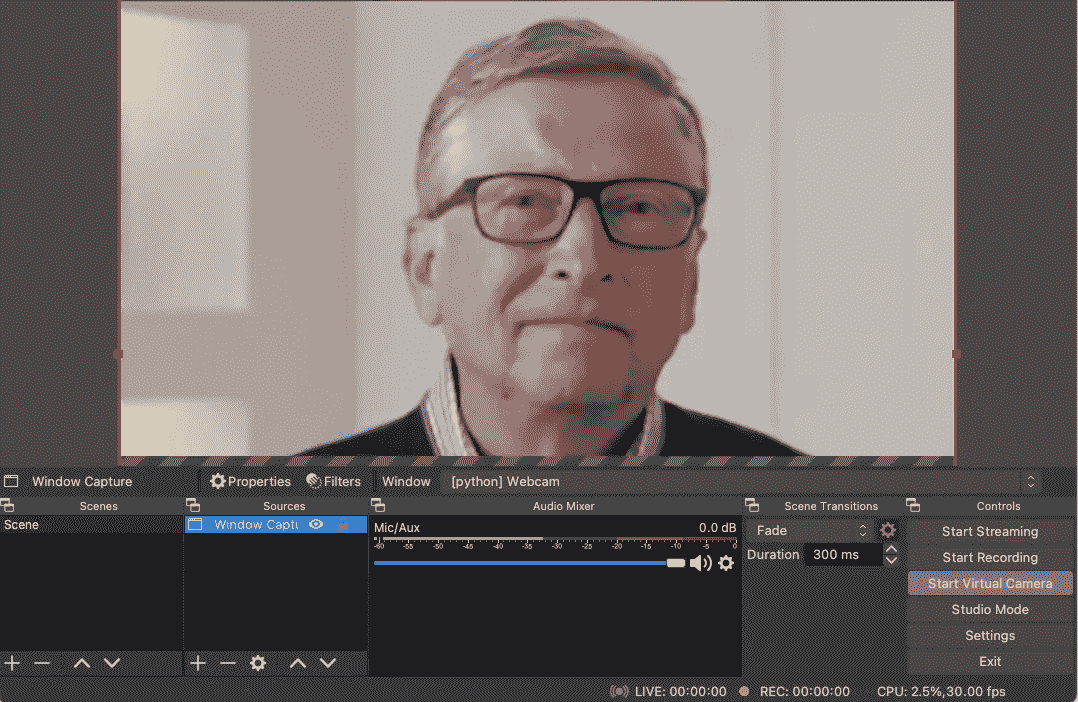 Window Capture
Properties
Filters
Window
[python] Webcam
Scenes
Sources
Audio Mixer
Scene Transitions
Controls
Scene
Window Captu
Mic/Aux
0.0 dB
-60 -55 -50 -45 -40 -35 -30 -25 -20 -15 -10 -5 0
Fade
Duration
300 ms
Start Streaming
Start Recording
Start Virtual Camera
Studio Mode
Settings
Exit
LIVE: 00:00:00
REC: 00:00:00
CPU: 2.5%,30.00 fps